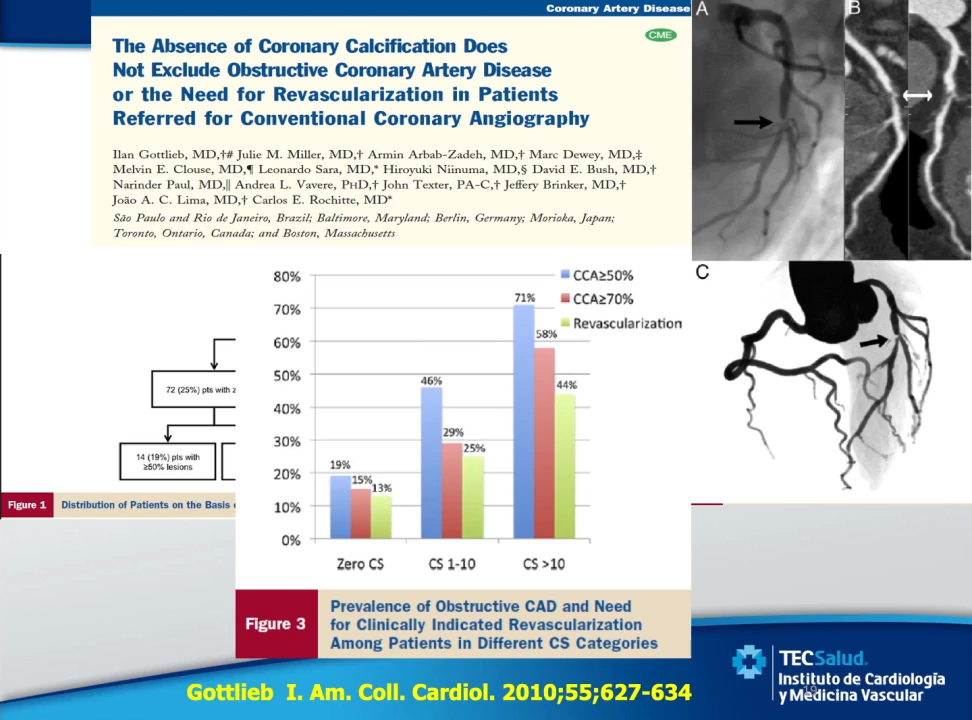 Coronary Artery Disease
CME
The Absence of Coronary Calcification Does
Not Exclude Obstructive Coronary Artery Disease
or the Need for Revascularization in Patients
Referred for Conventional Coronary Angiography
Ilan Gottlieb, MD,†# Julie M. Miller, MD,† Armin Arbab-Zadeh, MD,† Marc Dewey, MD,‡
Melvin E. Clouse, MD,¶ Leonardo Sara, MD,* Hiroyuki Niinuma, MD,§ David E. Bush, MD,†
Narinder Paul, MD,|| Andrea L. Vavere, PHD,† John Texter, PA-C,† Jeffery Brinker, MD,†
João A. C. Lima, MD,† Carlos E. Rochitte, MD*
São Paulo and Rio de Janeiro, Brazil; Baltimore, Maryland; Berlin, Germany; Morioka, Japan;
Toronto, Ontario, Canada; and Boston, Massachusetts
A
B
C
72 (25%) pts with z
14 (19%) pts with
≥50% lesions
Figure 1
Distribution of Patients on the Basis
80%
70%
60%
50%
40%
30%
20%
10%
0%
19%
15%
13%
46%
29%
25%
71%
58%
44%
CCA≥50%
CCA≥70%
Revascularization
Zero CS
CS 1-10
CS >10
Figure 3
Prevalence of Obstructive CAD and Need
for Clinically Indicated Revascularization
Among Patients in Different CS Categories
Gottlieb I. Am. Coll. Cardiol. 2010;55;627-634
TECSalud.
Instituto de Cardiología
y Medicina Vascular